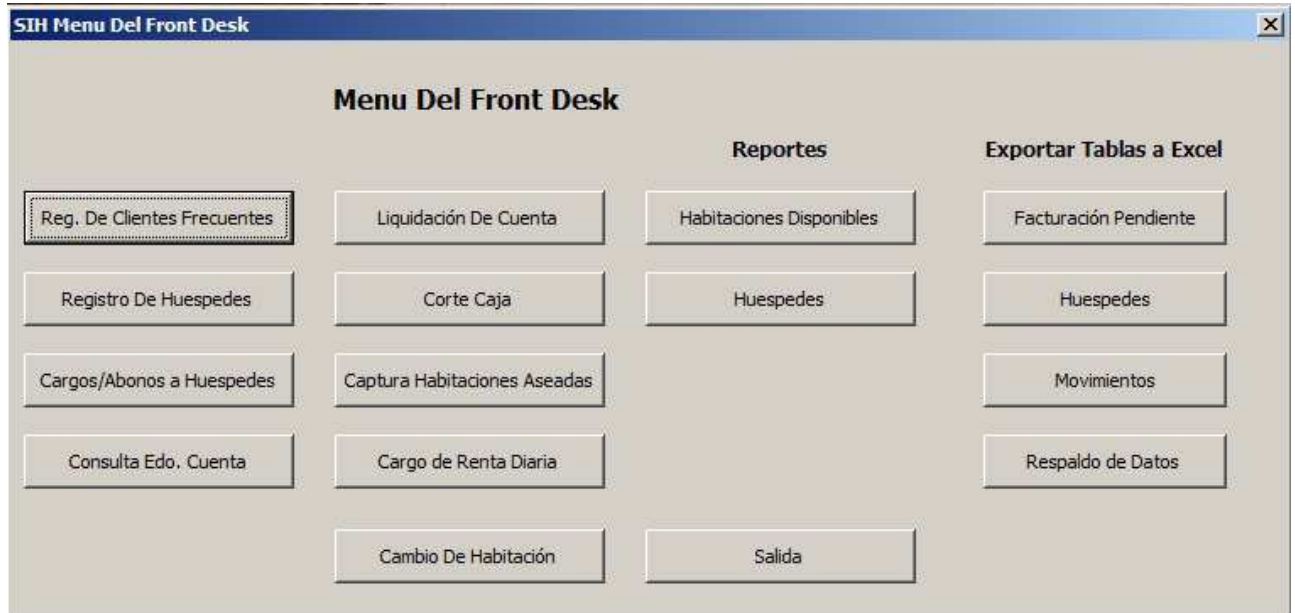 SIH Menu Del Front Desk
Menu Del Front Desk
Reportes
Exportar Tablas a Excel
Reg. De Clientes Frecuentes
Liquidación De Cuenta
Habitaciones Disponibles
Facturación Pendiente
Registro De Huespedes
Corte Caja
Huespedes
Huespedes
Cargos/Abonos a Huespedes
Captura Habitaciones Aseadas
Movimientos
Consulta Edo. Cuenta
Cargo de Renta Diaria
Respaldo de Datos
Cambio De Habitación
Salida